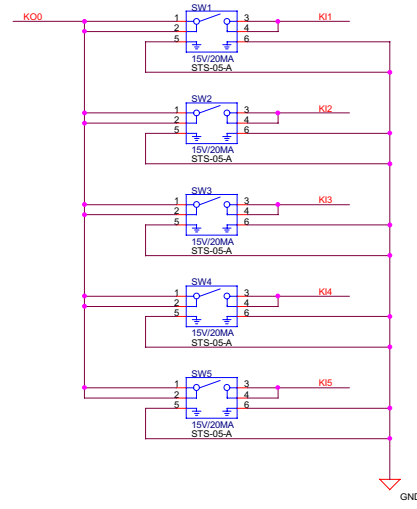 SW1
KO0 1 3 KI1
2 4
5 6
15V/20MA
STS-05-A
SW2
1 3 KI2
2 4
5 6
15V/20MA
STS-05-A
SW3
1 3 KI3
2 4
5 6
15V/20MA
STS-05-A
SW4
1 3 KI4
2 4
5 6
15V/20MA
STS-05-A
SW5
1 3 KI5
2 4
5 6
15V/20MA
STS-05-A
GND